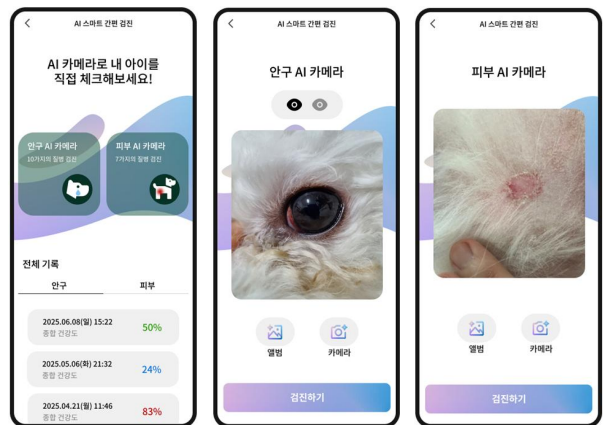 AI 스마트 간편 검진
AI 카메라로 내 아이를
직접 체크해보세요!
안구 AI 카메라
10가지의 질병 검진
피부 AI 카메라
7가지의 질병 검진
전체 기록
안구
피부
2025.06.08(일) 15:22
종합 건강도
50%
2025.05.06(화) 21:32
종합 건강도
24%
2025.04.21(월) 11:46
종합 건강도
83%
AI 스마트 간편 검진
안구 AI 카메라
앨범
카메라
검진하기
AI 스마트 간편 검진
피부 AI 카메라
앨범
카메라
검진하기